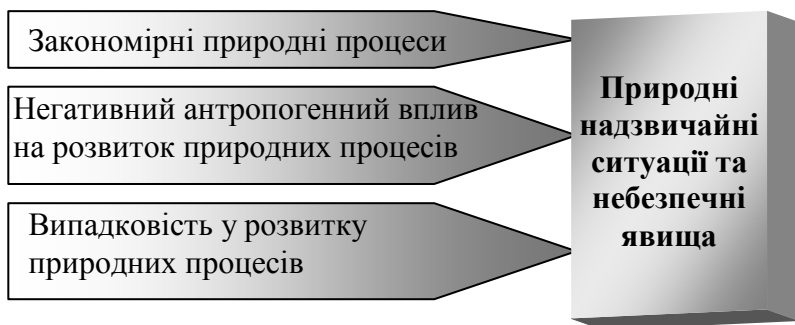 Закономірні природні процеси
Негативний антропогенний вплив
на розвиток природних процесів
Випадковість у розвитку
природних процесів
Природні
надзвичайні
ситуації та
небезпечні
явища